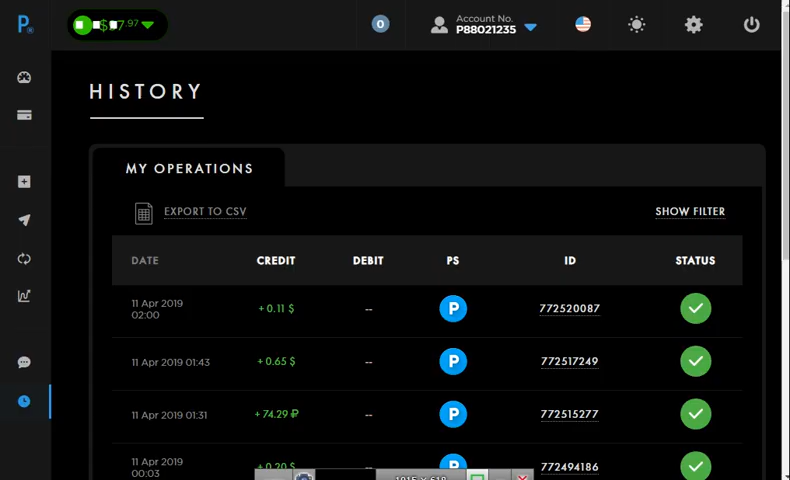 P
0
Account No.
P88021235
HISTORY
MY OPERATIONS
EXPORT TO CSV
SHOW FILTER
DATE CREDIT DEBIT PS ID STATUS
11 Apr 2019
02:00
+ 0.11 $ -- P 772520087
11 Apr 2019 01:43 + 0.65 $ -- P 772517249
11 Apr 2019 01:31 + 74.29 ₽ -- P 772515277
11 Apr 2019
00:03
+ 0.20 $ P 772494186